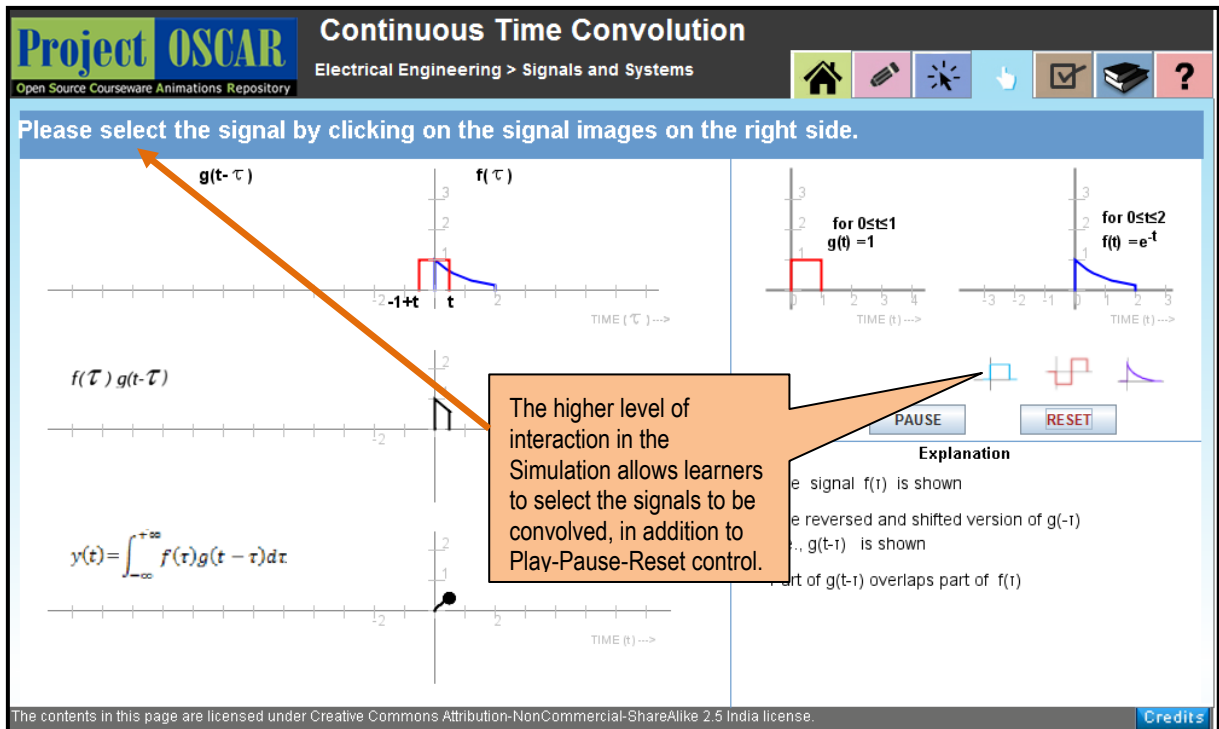 Project OSCAR
Open Source Courseware Animations Repository
Continuous Time Convolution
Electrical Engineering > Signals and Systems
?
Please select the signal by clicking on the signal images on the right side.
g(t-τ)
f(τ)
3
2
1
-2
-1+t
t
2
TIME (τ)--->
f(τ) g(t-τ)
2
-2
y(t)=∫_{-∞}^{+∞} f(τ)g(t − τ)dτ
2
1
-2
2
TIME (t)--->
3
2
1
for 0≤t≤1
g(t) =1
0 1 2 3 4
TIME (t)--->
3
2
1
for 0≤t≤2
f(t) =e^-t
-3 -2 -1 0 1 2 3
TIME (t)--->
The higher level of
interaction in the
Simulation allows learners
to select the signals to be
convolved, in addition to
Play-Pause-Reset control.
PAUSE
RESET
Explanation
e signal f(τ) is shown
e reversed and shifted version of g(-τ)
., g(t-τ) is shown
Part of g(t-τ) overlaps part of f(τ)
The contents in this page are licensed under Creative Commons Attribution-NonCommercial-ShareAlike 2.5 India license.
Credits